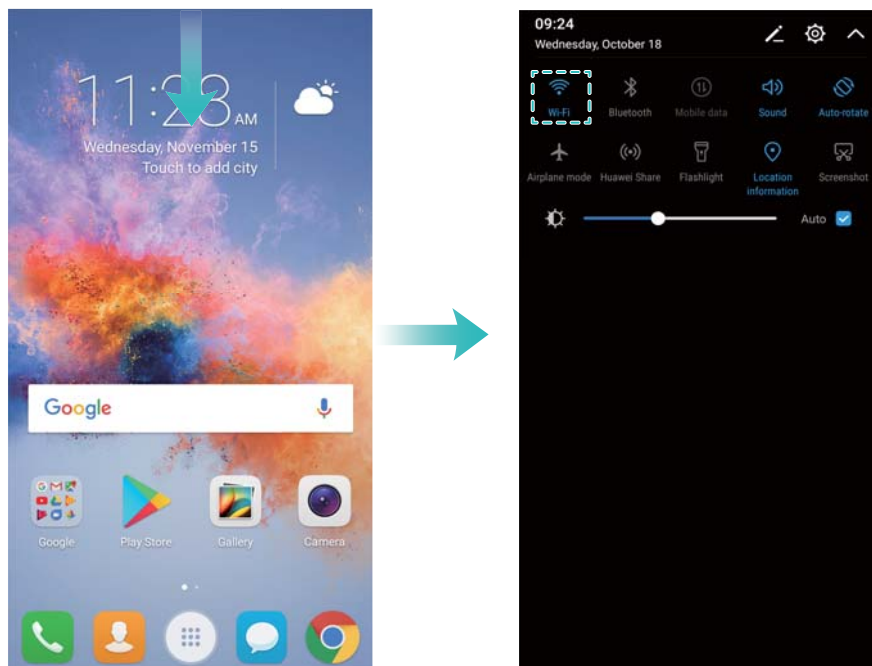 11:28 AM
Wednesday, November 15
Touch to add city
Google
Google
Play Store
Gallery
Camera
09:24
Wednesday, October 18
Wi-Fi
Bluetooth
Mobile data
Sound
Auto-rotate
Airplane mode
Huawei Share
Flashlight
Location
information
Screenshot
Auto